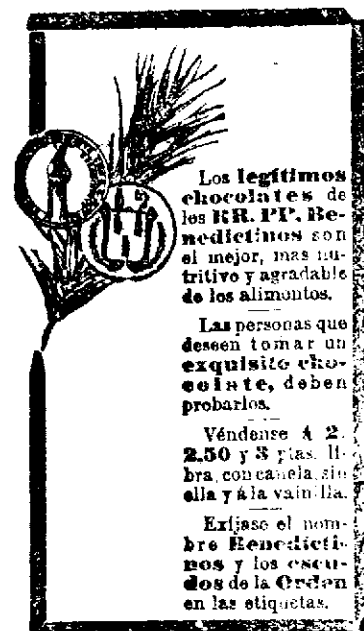 Los legítimos
chocolates de
los RR. PP. Be-
nedictinos son
el mejor, mas nu-
tritivo y agradable
de los alimentos.
Las personas que
deseen tomar un
exquisito cho-
colate, deben
probarlos.
Véndense á 2,
2.50 y 3 ptas. li-
bra, con canela, sin
ella y á la vainilla.
Exíjase el nom-
bre Benedicti-
nos y los escu-
dos de la Orden
en las etiquetas.